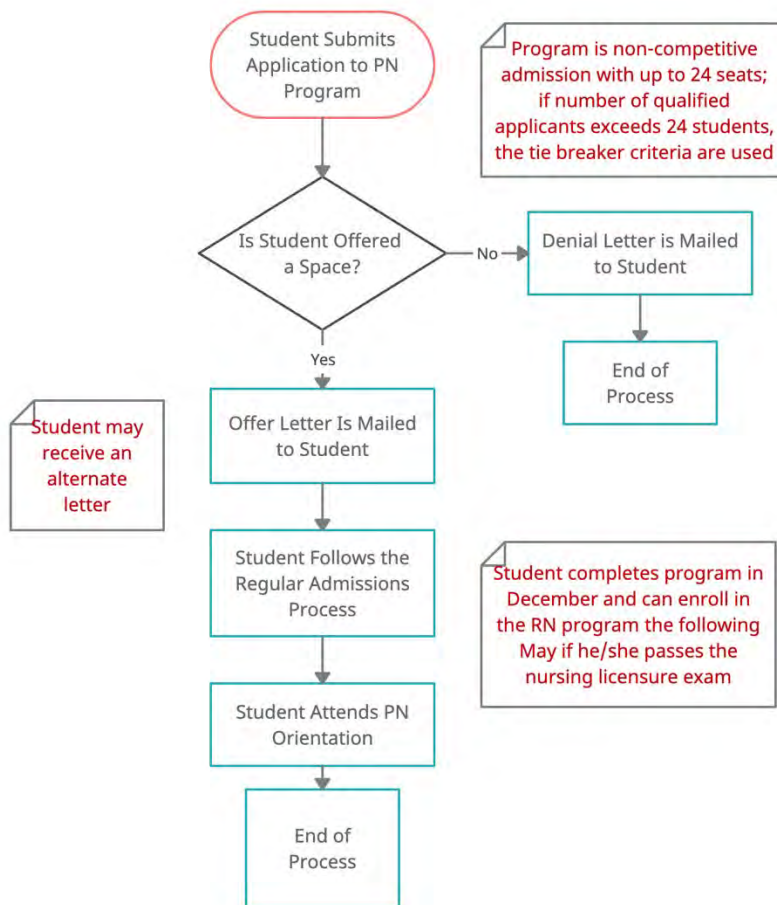 Student Submits
Application to PN
Program
Program is non-competitive
admission with up to 24 seats;
if number of qualified
applicants exceeds 24 students,
the tie breaker criteria are used
Is Student Offered
a Space?
No
Denial Letter is Mailed
to Student
End of
Process
Yes
Offer Letter Is Mailed
to Student
Student may
receive an
alternate
letter
Student Follows the
Regular Admissions
Process
Student completes program in
December and can enroll in
the RN program the following
May if he/she passes the
nursing licensure exam
Student Attends PN
Orientation
End of
Process